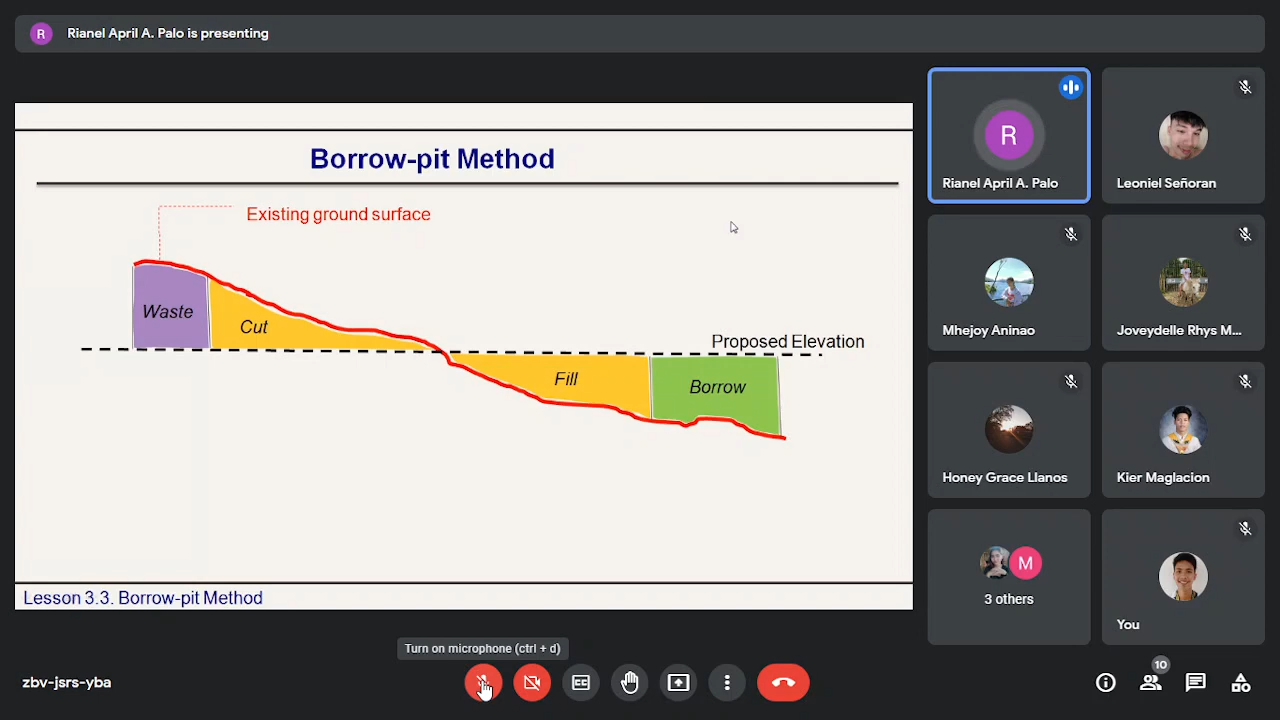 R Rianel April A. Palo is presenting
Borrow-pit Method
Existing ground surface
Waste
Cut
Proposed Elevation
Fill
Borrow
Lesson 3.3. Borrow-pit Method
R
Rianel April A. Palo
Leoniel Señoran
Mhejoy Aninao
Joveydelle Rhys M...
Honey Grace Llanos
Kier Maglacion
M
3 others
You
Turn on microphone (ctrl + d)
zbv-jsrs-yba
10